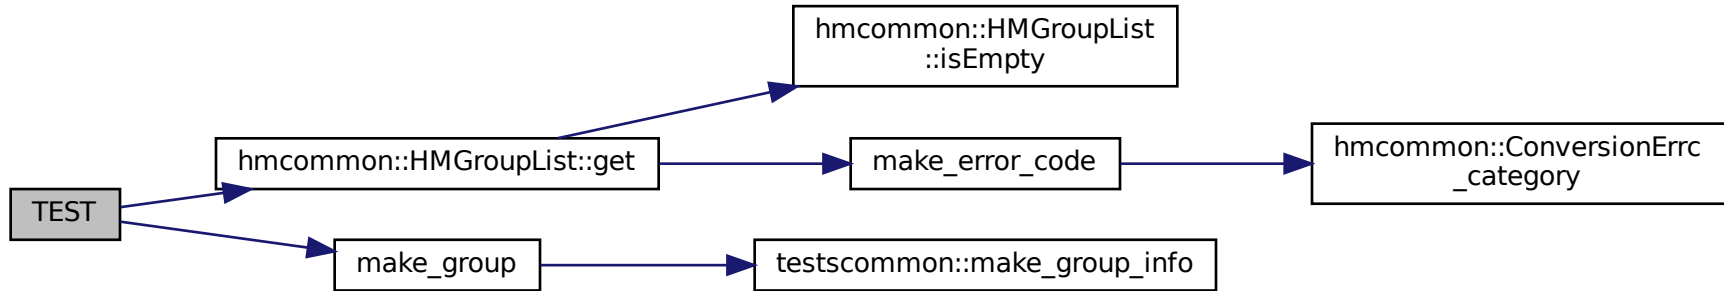 hmcommon::HMGroupList
::isEmpty
hmcommon::HMGroupList::get
make_error_code
hmcommon::ConversionErrc
_category
TEST
make_group
testscommon::make_group_info